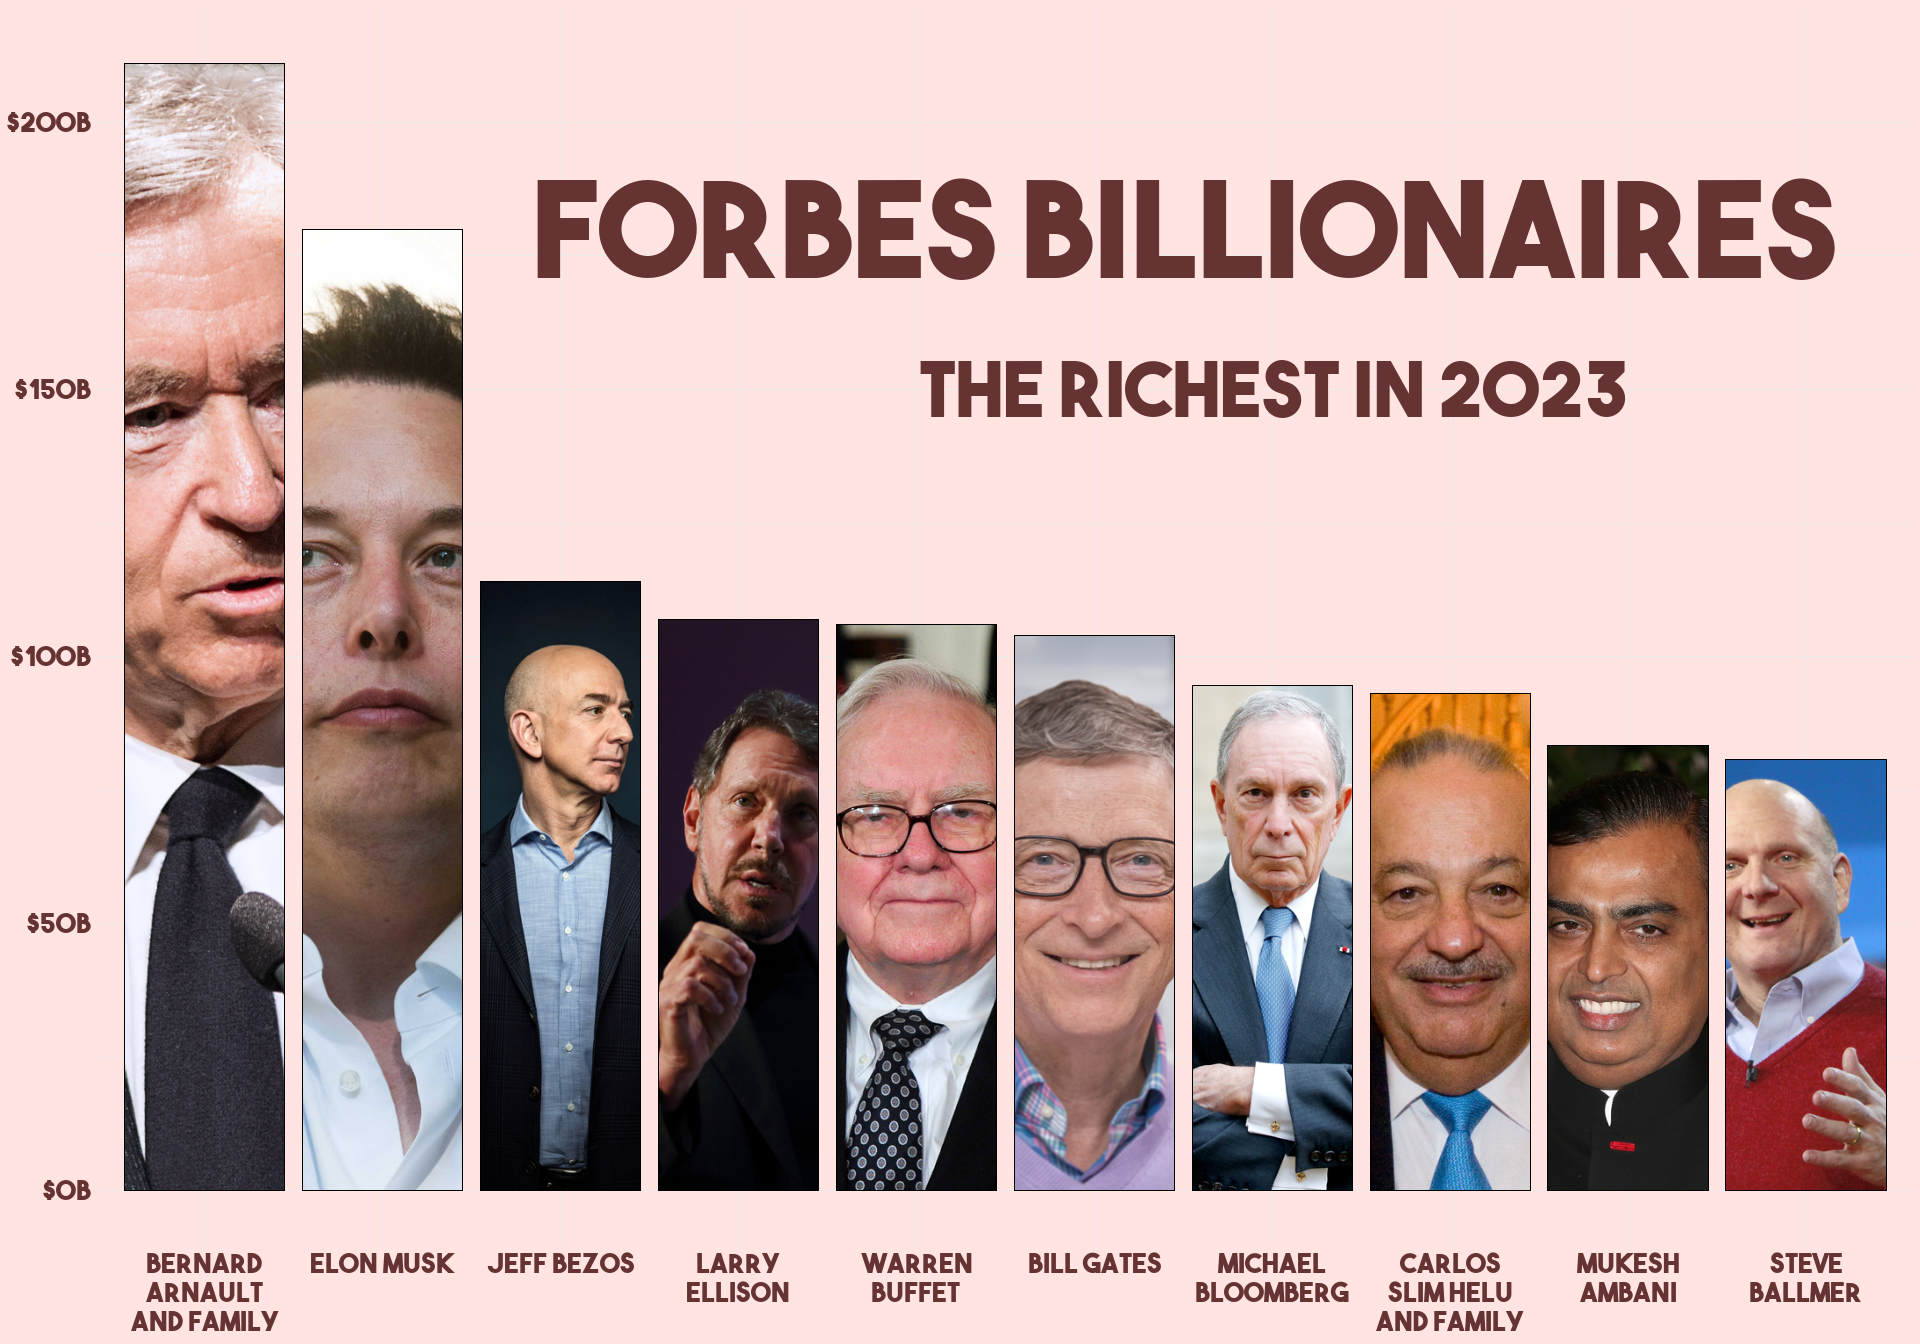 FORBES BILLIONAIRES
THE RICHEST IN 2023
$200B
$150B
$100B
$50B
$0B
BERNARD
ARNAULT
AND FAMILY
ELON MUSK
JEFF BEZOS
LARRY
ELLISON
WARREN
BUFFET
BILL GATES
MICHAEL
BLOOMBERG
CARLOS
SLIM HELU
AND FAMILY
MUKESH
AMBANI
STEVE
BALLMER